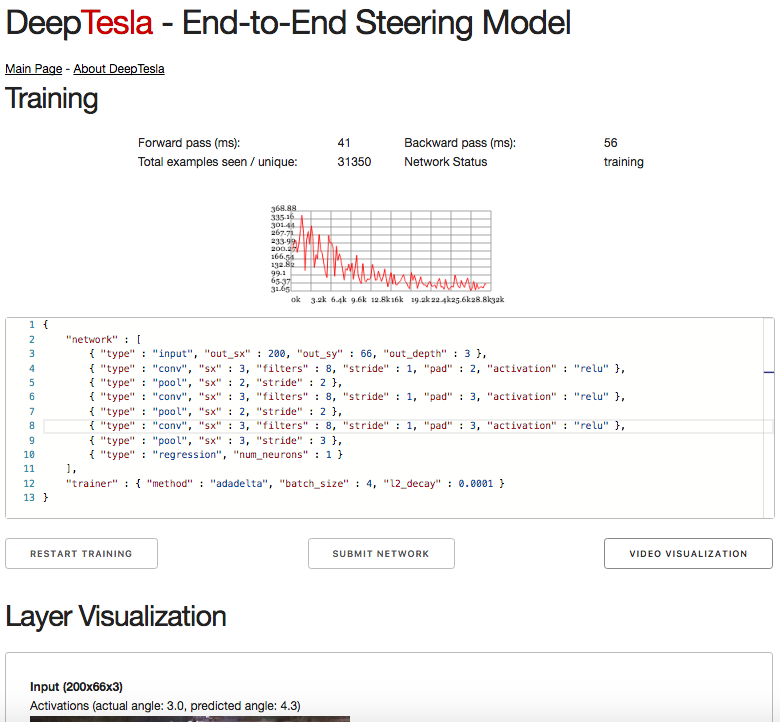 DeepTesla - End-to-End Steering Model
Main Page - About DeepTesla
Training
Forward pass (ms): 41 Backward pass (ms): 56
Total examples seen / unique: 31350 Network Status training
368.88
335.16
301.44
267.71
233.99
200.27
166.54
132.82
99.1
65.37
31.65
0k 3.2k 6.4k 9.6k 12.8k 16k 19.2k 22.4k 25.6k 28.8k 32k
1 {
2 "network" : [
3 { "type" : "input", "out_sx" : 200, "out_sy" : 66, "out_depth" : 3 },
4 { "type" : "conv", "sx" : 3, "filters" : 8, "stride" : 1, "pad" : 2, "activation" : "relu" },
5 { "type" : "pool", "sx" : 2, "stride" : 2 },
6 { "type" : "conv", "sx" : 3, "filters" : 8, "stride" : 1, "pad" : 3, "activation" : "relu" },
7 { "type" : "pool", "sx" : 2, "stride" : 2 },
8 { "type" : "conv", "sx" : 3, "filters" : 8, "stride" : 1, "pad" : 3, "activation" : "relu" },
9 { "type" : "pool", "sx" : 3, "stride" : 3 },
10 { "type" : "regression", "num_neurons" : 1 }
11 ],
12 "trainer" : { "method" : "adadelta", "batch_size" : 4, "l2_decay" : 0.0001 }
13 }
RESTART TRAINING SUBMIT NETWORK VIDEO VISUALIZATION
Layer Visualization
Input (200x66x3)
Activations (actual angle: 3.0, predicted angle: 4.3)